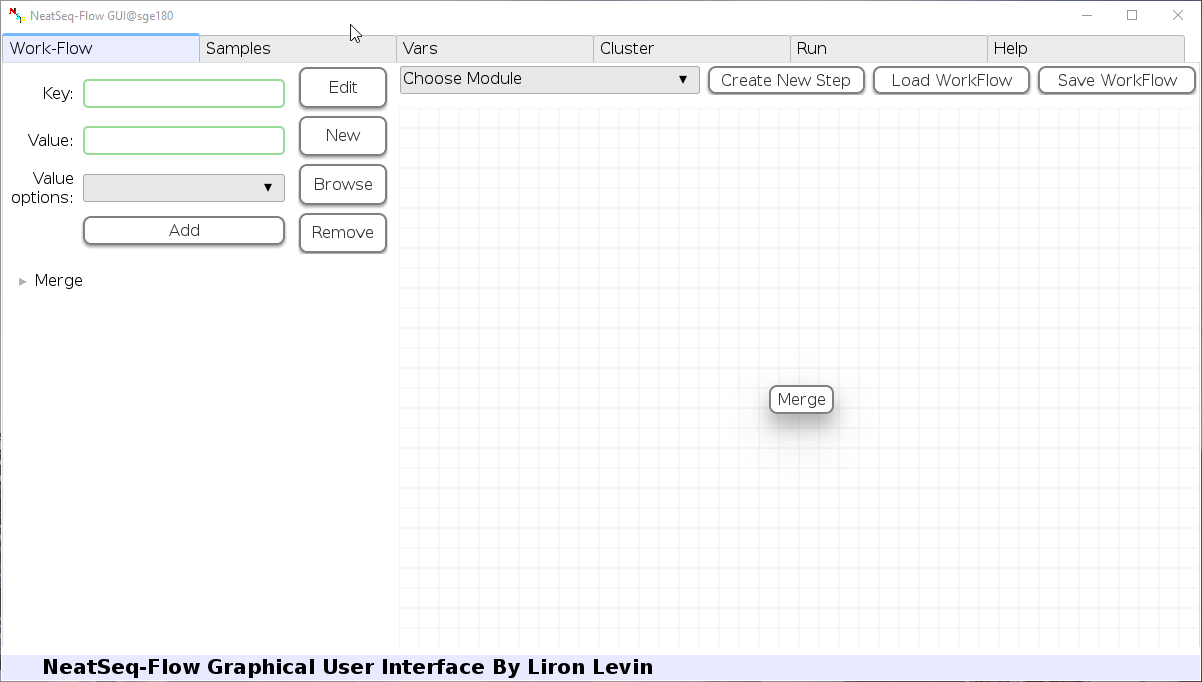 NeatSeq-Flow GUI@sge180
Work-Flow Samples Vars Cluster Run Help
Key:
Value:
Value
options:
Add
Edit
New
Browse
Remove
Merge
Choose Module Create New Step Load WorkFlow Save WorkFlow
Merge
NeatSeq-Flow Graphical User Interface By Liron Levin